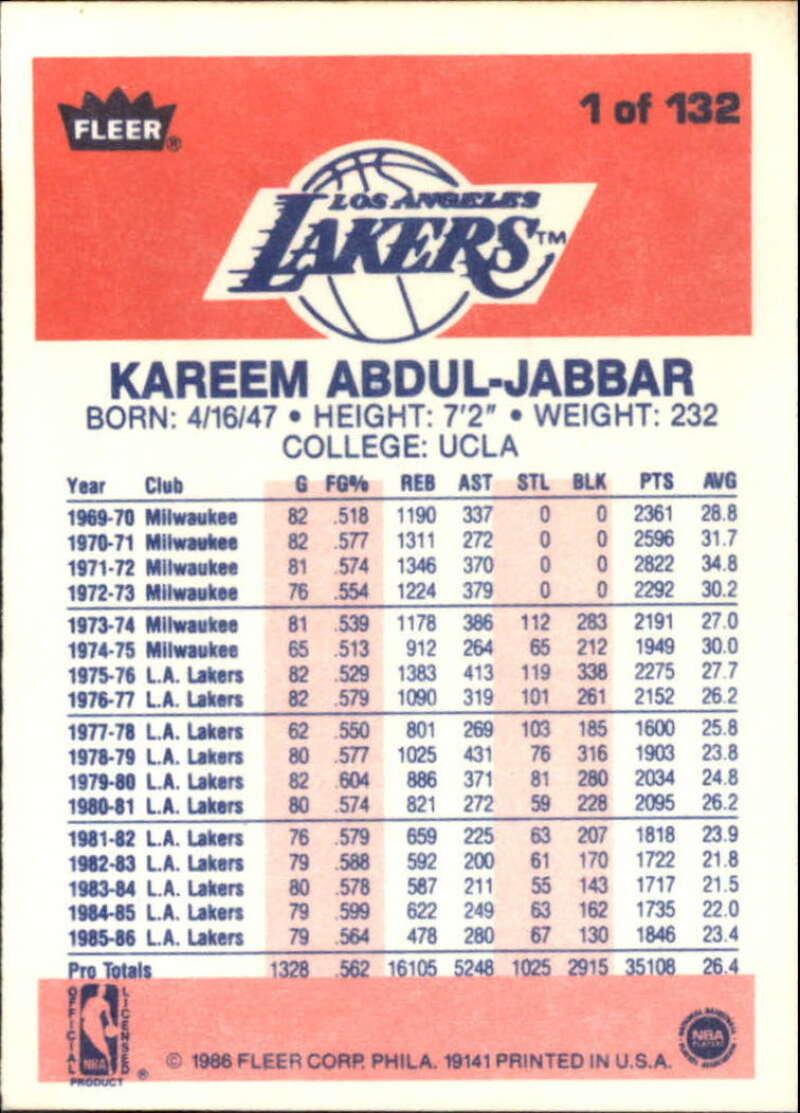 FLEER®
1 of 132
LOS ANGELES
LAKERS™
KAREEM ABDUL-JABBAR
BORN: 4/16/47 • HEIGHT: 7'2" • WEIGHT: 232
COLLEGE: UCLA
Year Club G FG% REB AST STL BLK PTS AVG
1969-70 Milwaukee 82 .518 1190 337 0 0 2361 28.8
1970-71 Milwaukee 82 .577 1311 272 0 0 2596 31.7
1971-72 Milwaukee 81 .574 1346 370 0 0 2822 34.8
1972-73 Milwaukee 76 .554 1224 379 0 0 2292 30.2
1973-74 Milwaukee 81 .539 1178 386 112 283 2191 27.0
1974-75 Milwaukee 65 .513 912 264 65 212 1949 30.0
1975-76 L.A. Lakers 82 .529 1383 413 119 338 2275 27.7
1976-77 L.A. Lakers 82 .579 1090 319 101 261 2152 26.2
1977-78 L.A. Lakers 62 .550 801 269 103 185 1600 25.8
1978-79 L.A. Lakers 80 .577 1025 431 76 316 1903 23.8
1979-80 L.A. Lakers 82 .604 886 371 81 280 2034 24.8
1980-81 L.A. Lakers 80 .574 821 272 59 228 2095 26.2
1981-82 L.A. Lakers 76 .579 659 225 63 207 1818 23.9
1982-83 L.A. Lakers 79 .588 592 200 61 170 1722 21.8
1983-84 L.A. Lakers 80 .578 587 211 55 143 1717 21.5
1984-85 L.A. Lakers 79 .599 622 249 63 162 1735 22.0
1985-86 L.A. Lakers 79 .564 478 280 67 130 1846 23.4
Pro Totals 1328 .562 16105 5248 1025 2915 35108 26.4
OFFICIAL
LICENSED
NBA
PRODUCT®
© 1986 FLEER CORP. PHILA. 19141 PRINTED IN U.S.A.
NATIONAL BASKETBALL
NBA
PLAYERS
PLAYERS ASSOCIATION